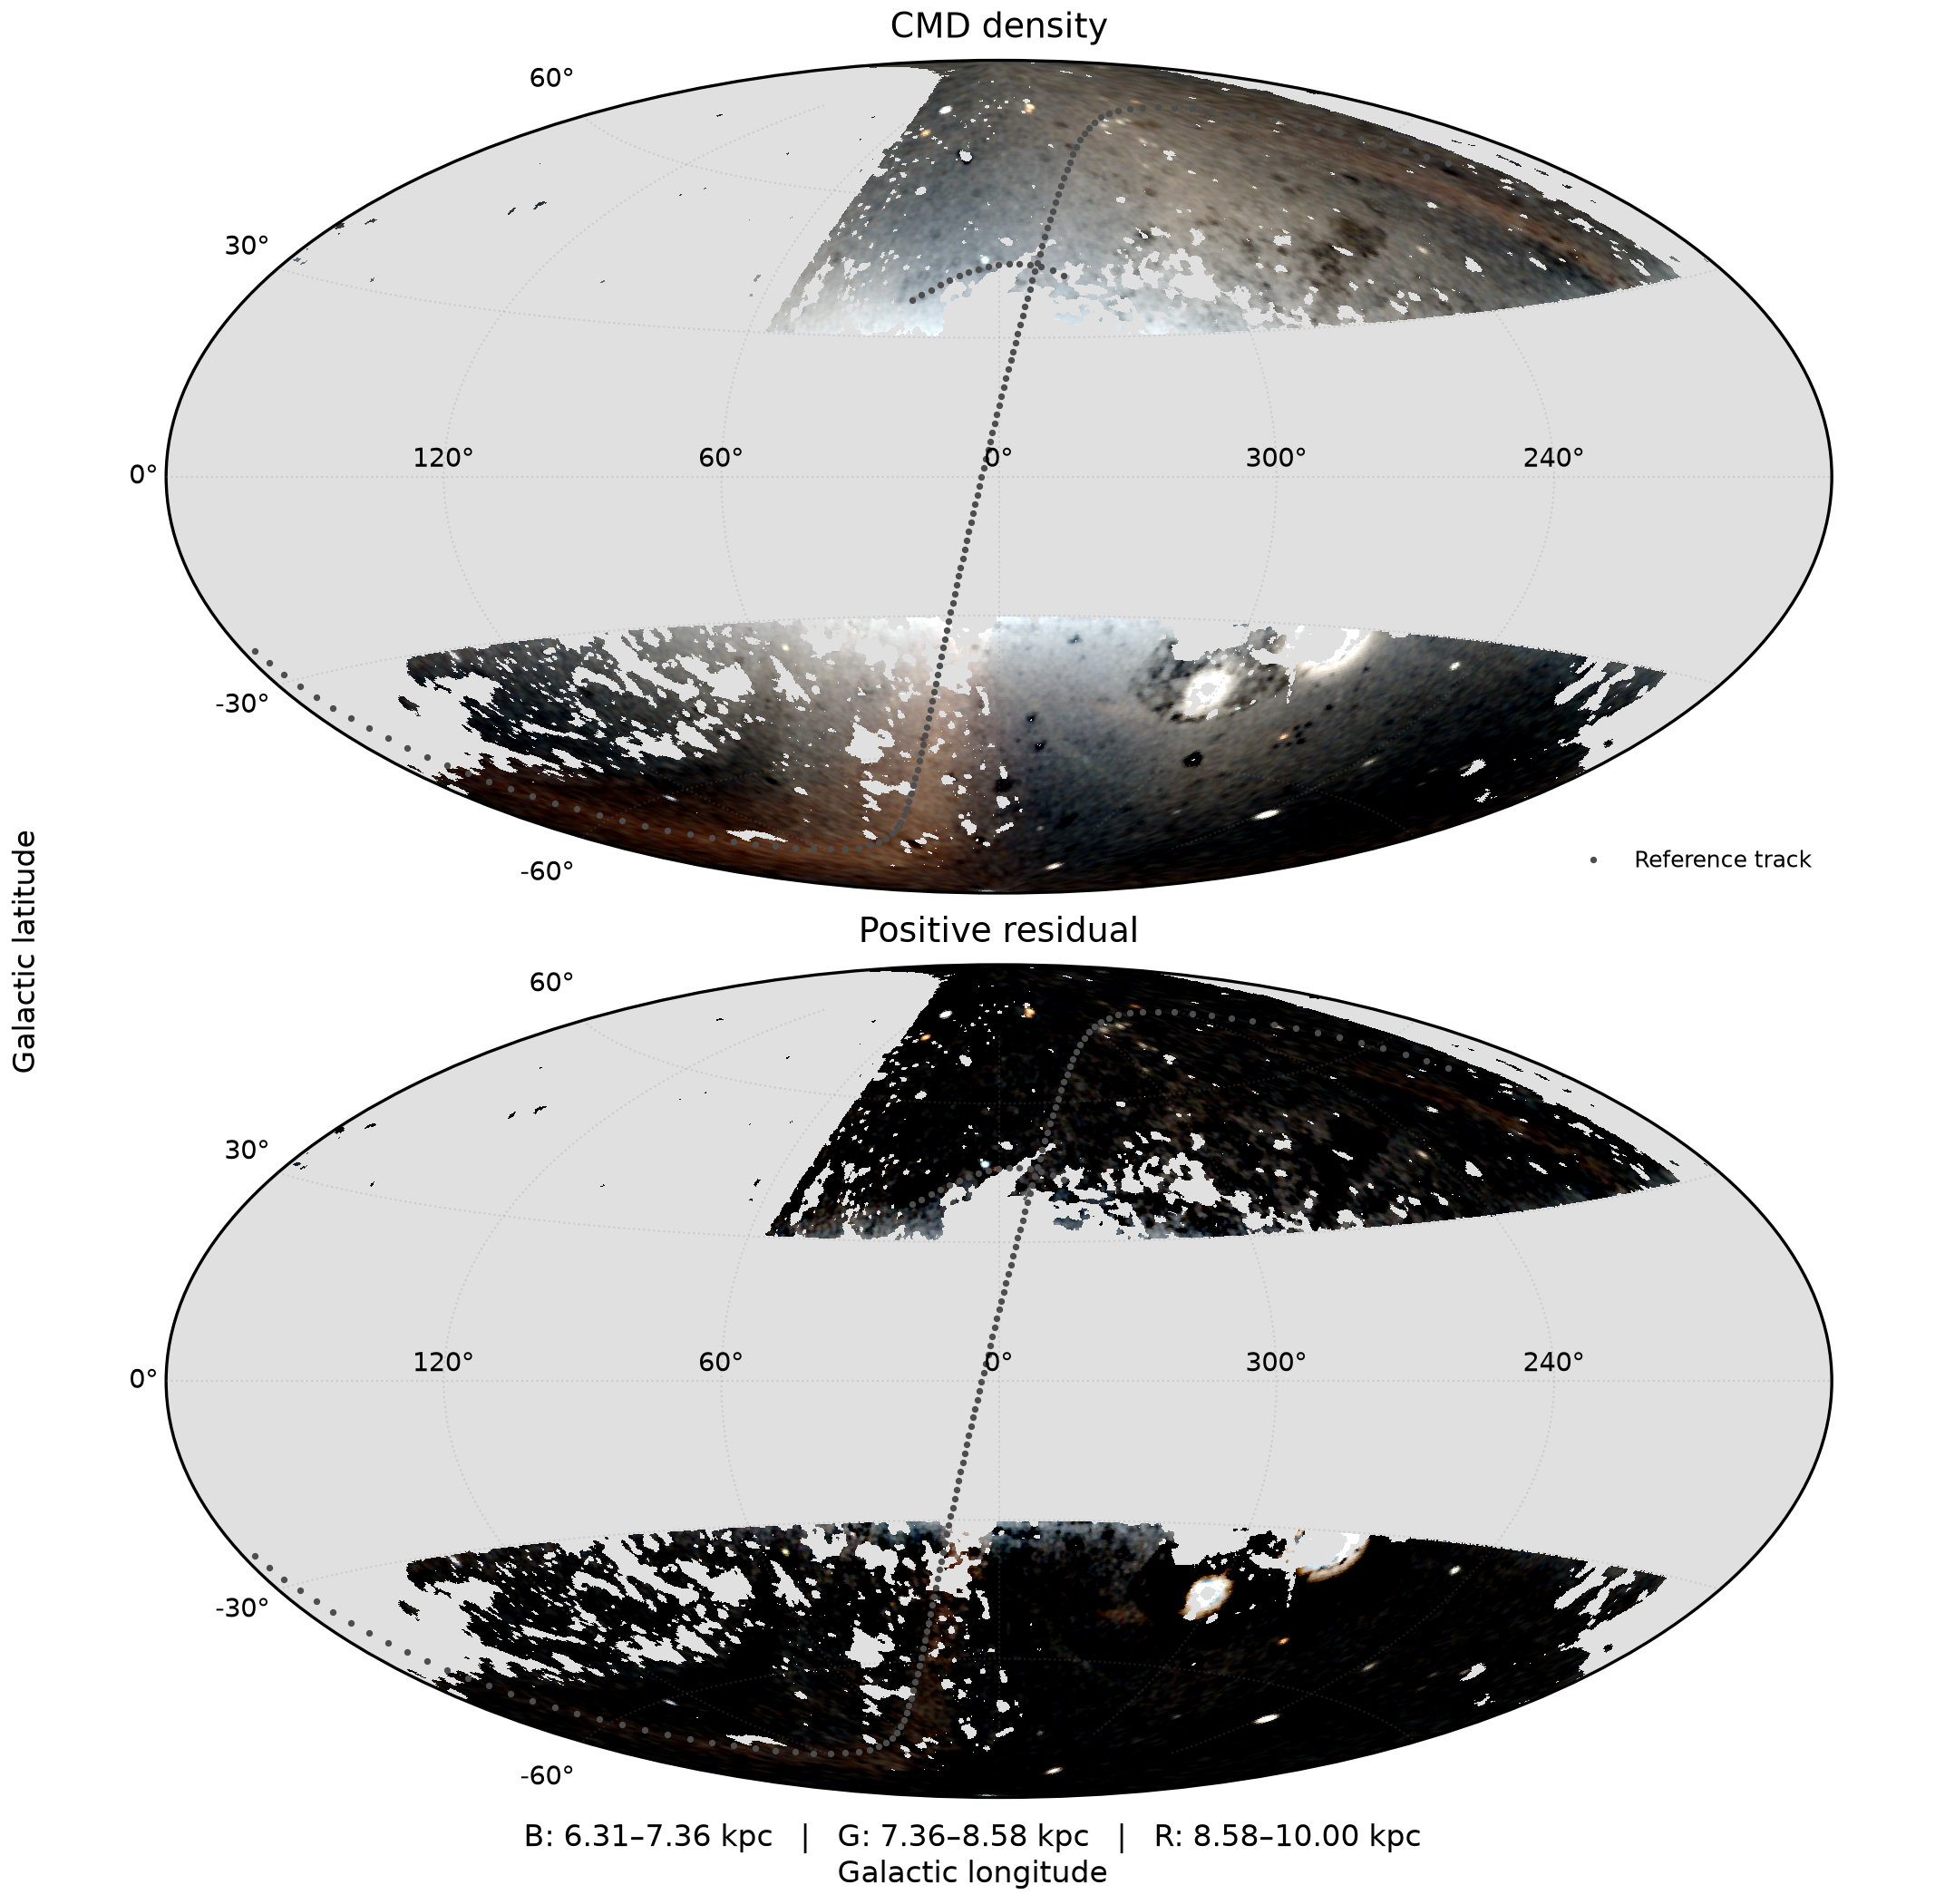 CMD density
60°
30°
120° 60° 0° 300° 240°
0°
-30°
-60°
Reference track
Galactic latitude
Positive residual
60°
30°
120° 60° 0° 300° 240°
0°
-30°
-60°
B: 6.31–7.36 kpc | G: 7.36–8.58 kpc | R: 8.58–10.00 kpc
Galactic longitude